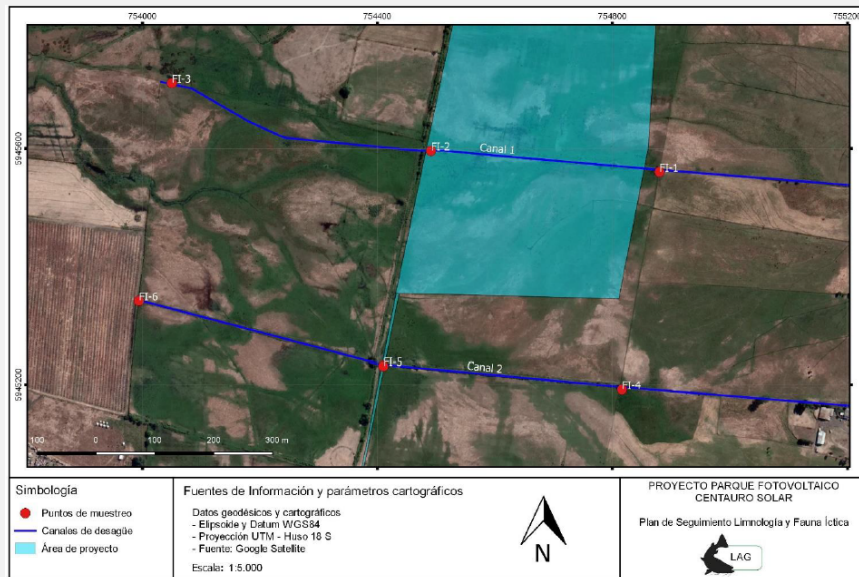 754000 754400 754800 755200
FI-3
5945600
FI-2
Canal 1
FI-1
FI-6
5945200
FI-5
Canal 2
FI-4
100 0 100 200 300 m
Simbología
Puntos de muestreo
Canales de desagüe
Área de proyecto
Fuentes de Información y parámetros cartográficos
Datos geodésicos y cartográficos
- Elipsoide y Datum WGS84
- Proyección UTM - Huso 18 S
- Fuente: Google Satellite
Escala: 1:5.000
N
PROYECTO PARQUE FOTOVOLTAICO
CENTAURO SOLAR
Plan de Seguimiento Limnología y Fauna Íctica
LAG